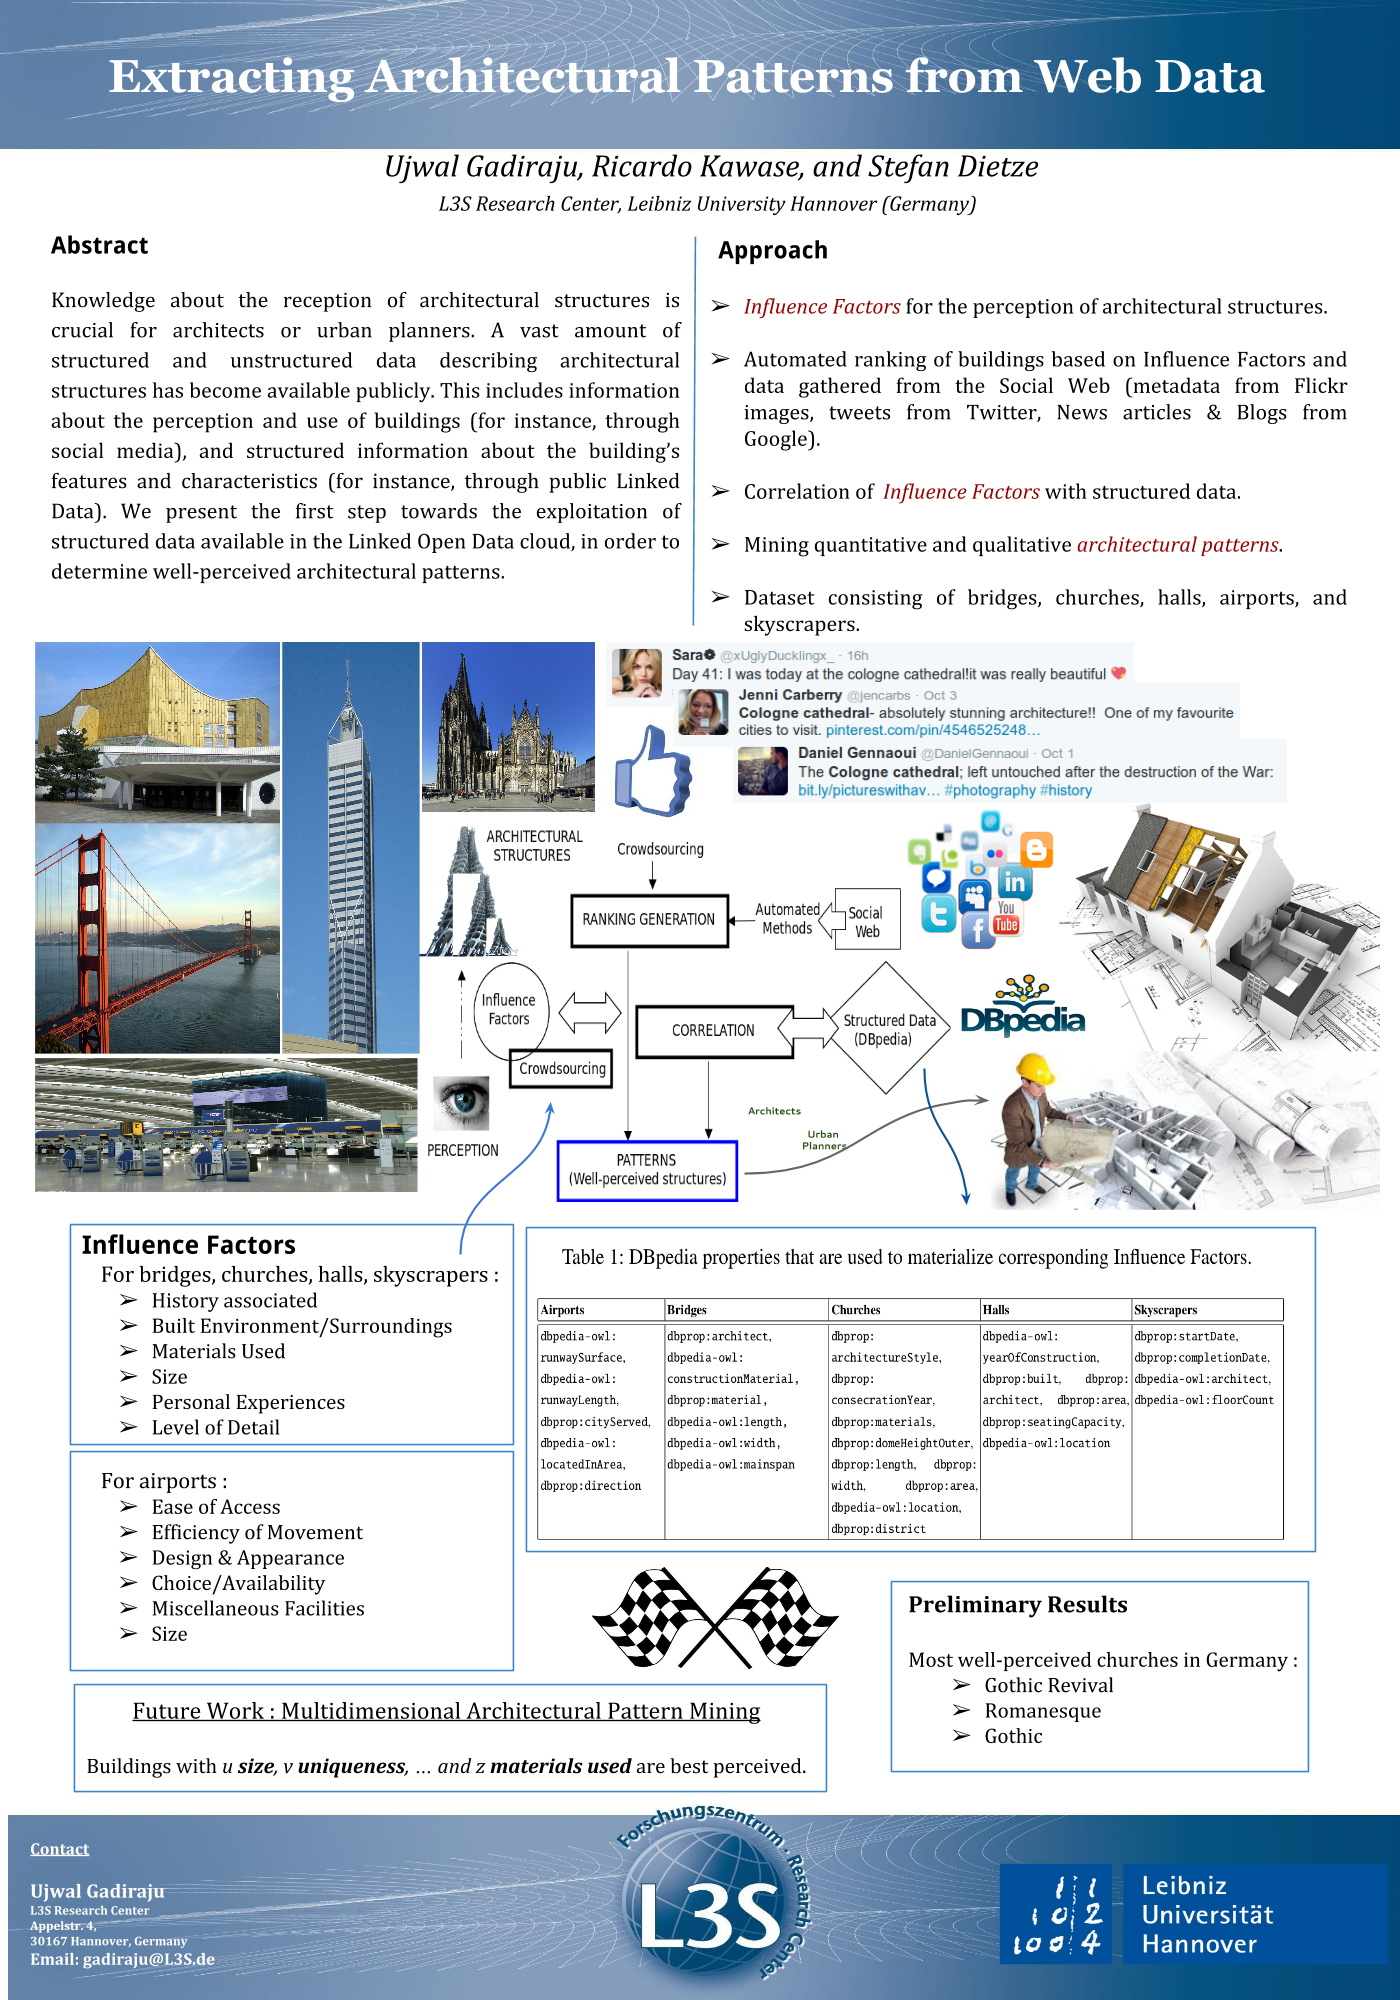 Extracting Architectural Patterns from Web Data
Ujwal Gadiraju, Ricardo Kawase, and Stefan Dietze
L3S Research Center, Leibniz University Hannover (Germany)
Abstract
Knowledge about the reception of architectural structures is
crucial for architects or urban planners. A vast amount of
structured and unstructured data describing architectural
structures has become available publicly. This includes information
about the perception and use of buildings (for instance, through
social media), and structured information about the building’s
features and characteristics (for instance, through public Linked
Data). We present the first step towards the exploitation of
structured data available in the Linked Open Data cloud, in order to
determine well-perceived architectural patterns.
Approach
➢ Influence Factors for the perception of architectural structures.
➢ Automated ranking of buildings based on Influence Factors and
data gathered from the Social Web (metadata from Flickr
images, tweets from Twitter, News articles & Blogs from
Google).
➢ Correlation of Influence Factors with structured data.
➢ Mining quantitative and qualitative architectural patterns.
➢ Dataset consisting of bridges, churches, halls, airports, and
skyscrapers.
Sara @xUglyDucklingx_ · 16h
Day 41: I was today at the cologne cathedral!it was really beautiful 💖
Jenni Carberry @jencarbs · Oct 3
Cologne cathedral- absolutely stunning architecture!! One of my favourite
cities to visit. pinterest.com/pin/4546525248…
Daniel Gennaoui @DanielGennaoui · Oct 1
The Cologne cathedral; left untouched after the destruction of the War:
bit.ly/pictureswithav… #photography #history
ARCHITECTURAL
STRUCTURES
Crowdsourcing
RANKING GENERATION
Automated
Methods
Social
Web
You
Tube
Influence
Factors
Crowdsourcing
CORRELATION
Structured Data
(DBpedia)
DBpedia
PERCEPTION
Architects
Urban
Planners
PATTERNS
(Well-perceived structures)
Influence Factors
For bridges, churches, halls, skyscrapers :
➢ History associated
➢ Built Environment/Surroundings
➢ Materials Used
➢ Size
➢ Personal Experiences
➢ Level of Detail
For airports :
➢ Ease of Access
➢ Efficiency of Movement
➢ Design & Appearance
➢ Choice/Availability
➢ Miscellaneous Facilities
➢ Size
Table 1: DBpedia properties that are used to materialize corresponding Influence Factors.
Airports
dbpedia-owl:
runwaySurface,
dbpedia-owl:
runwayLength,
dbprop:cityServed,
dbpedia-owl:
locatedInArea,
dbprop:direction
Bridges
dbprop:architect,
dbpedia-owl:
constructionMaterial,
dbprop:material,
dbpedia-owl:length,
dbpedia-owl:width,
dbpedia-owl:mainspan
Churches
dbprop:
architectureStyle,
dbprop:
consecrationYear,
dbprop:materials,
dbprop:domeHeightOuter,
dbprop:length, dbprop:
width, dbprop:area,
dbpedia-owl:location,
dbprop:district
Halls
dbpedia-owl:
yearOfConstruction,
dbprop:built, dbprop:
architect, dbprop:area,
dbprop:seatingCapacity,
dbpedia-owl:location
Skyscrapers
dbprop:startDate,
dbprop:completionDate,
dbpedia-owl:architect,
dbpedia-owl:floorCount
Preliminary Results
Most well-perceived churches in Germany :
➢ Gothic Revival
➢ Romanesque
➢ Gothic
Future Work : Multidimensional Architectural Pattern Mining
Buildings with u size, v uniqueness, … and z materials used are best perceived.
Contact
Ujwal Gadiraju
L3S Research Center
Appelstr. 4,
30167 Hannover, Germany
Email: gadiraju@L3S.de
Forschungszentrum · Research Center
L3S
1 1
1 0 2
1 0 0 4
Leibniz
Universität
Hannover